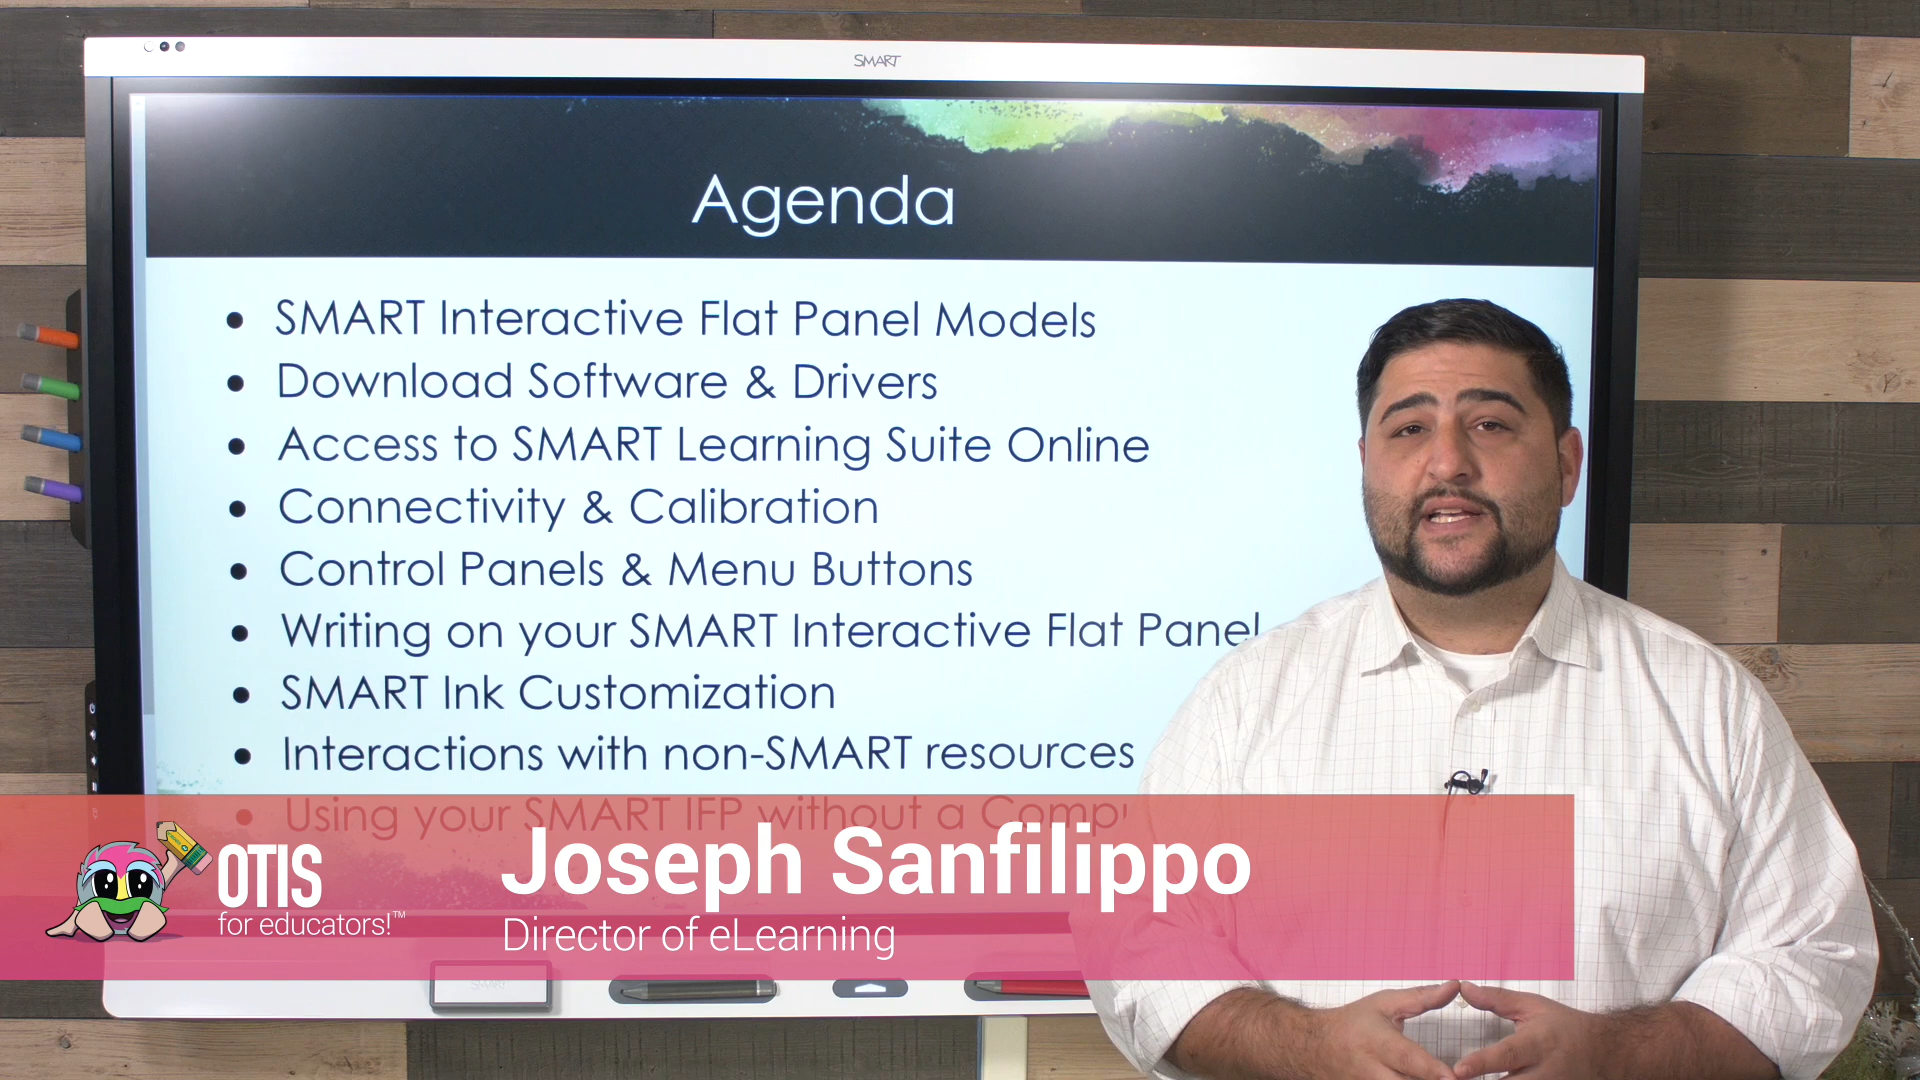 SMART
Agenda
• SMART Interactive Flat Panel Models
• Download Software & Drivers
• Access to SMART Learning Suite Online
• Connectivity & Calibration
• Control Panels & Menu Buttons
• Writing on your SMART Interactive Flat Panel
• SMART Ink Customization
• Interactions with non-SMART resources
• Using your SMART IFP without a Comp
OTIS
for educators!™
Joseph Sanfilippo
Director of eLearning
SMART